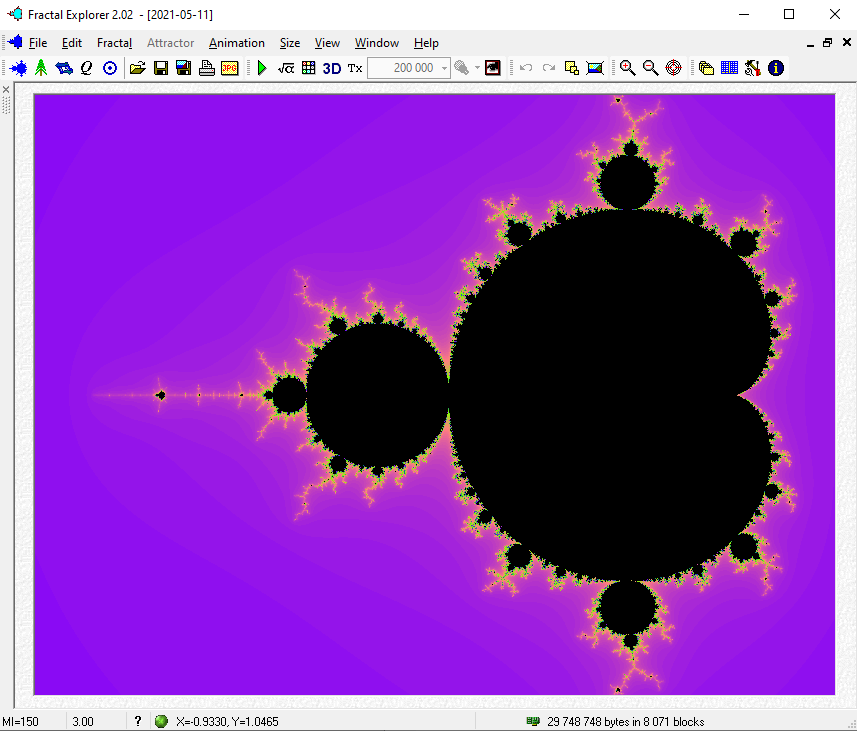 Fractal Explorer 2.02 - [2021-05-11]
File Edit Fractal Attractor Animation Size View Window Help
Q JPG √α 3D Tx 200 000 i
MI=150 3.00 ? X=-0.9330, Y=1.0465 29 748 748 bytes in 8 071 blocks